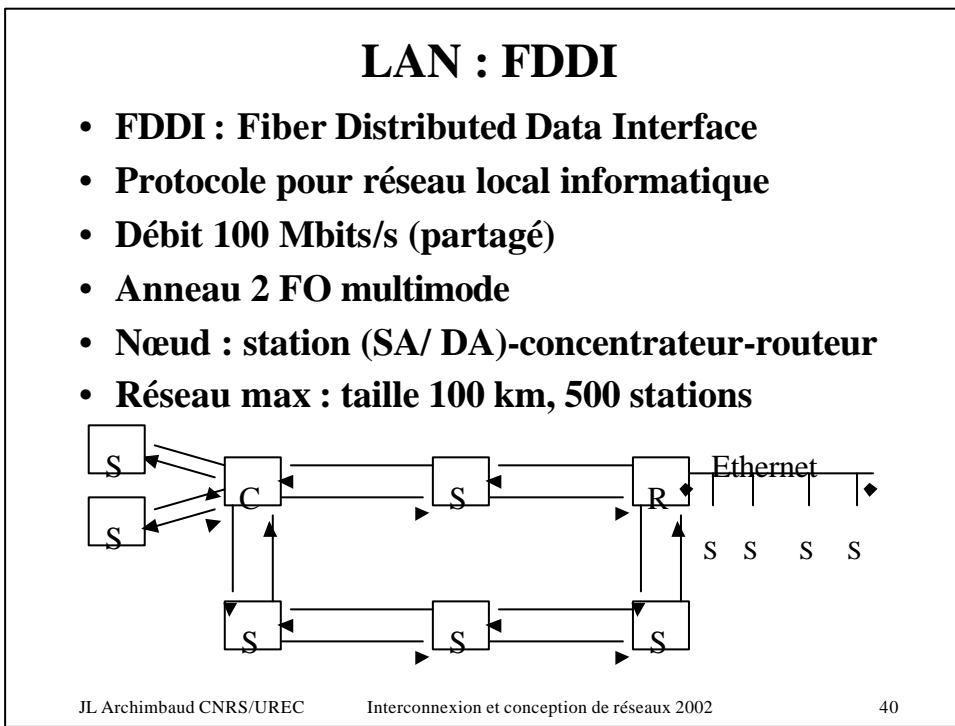 LAN : FDDI
• FDDI : Fiber Distributed Data Interface
• Protocole pour réseau local informatique
• Débit 100 Mbits/s (partagé)
• Anneau 2 FO multimode
• Nœud : station (SA/ DA)-concentrateur-routeur
• Réseau max : taille 100 km, 500 stations
S
Ethernet
C S R
S
S S S S
S S S
JL Archimbaud CNRS/UREC Interconnexion et conception de réseaux 2002 40